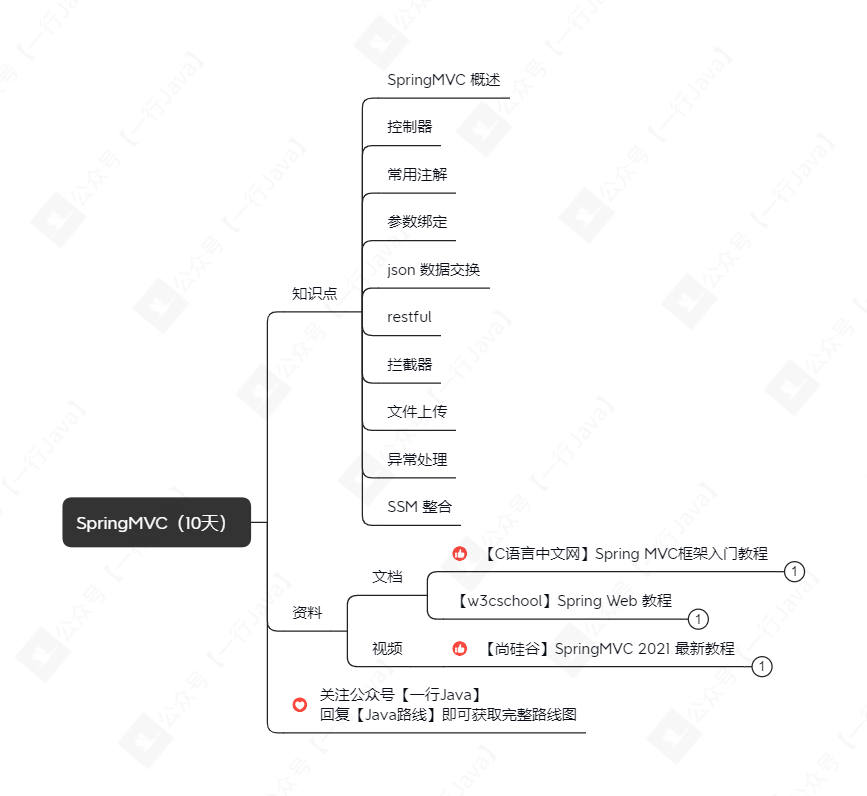 SpringMVC（10天）
知识点
SpringMVC 概述
控制器
常用注解
参数绑定
json 数据交换
restful
拦截器
文件上传
异常处理
SSM 整合
资料
文档
【C语言中文网】Spring MVC框架入门教程
1
【w3cschool】Spring Web 教程
1
视频
【尚硅谷】SpringMVC 2021 最新教程
1
关注公众号【一行Java】
回复【Java路线】即可获取完整路线图
公众号【一行Java】